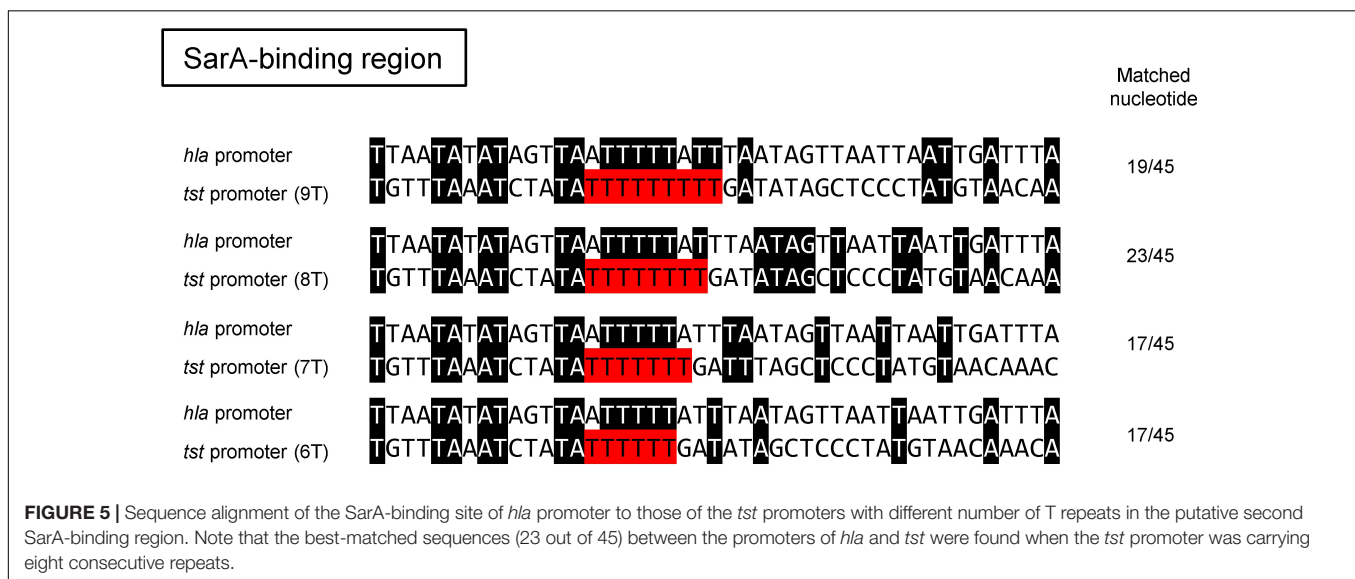 SarA-binding region
Matched
nucleotide
hla promoter TTAATATATAGTTAATTTTTATTTAATAGTTAATTAATTGATTTA
tst promoter (9T) TGTTTAAATCTATATTTTTTTTTGATATAGCTCCCTATGTAACAA
19/45
hla promoter TTAATATATAGTTAATTTTTATTTAATAGTTAATTAATTGATTTA
tst promoter (8T) TGTTTAAATCTATATTTTTTTTGATATAGCTCCCTATGTAACAAA
23/45
hla promoter TTAATATATAGTTAATTTTTATTTAATAGTTAATTAATTGATTTA
tst promoter (7T) TGTTTAAATCTATATTTTTTTGATTTAGCTCCCTATGTAACAAAC
17/45
hla promoter TTAATATATAGTTAATTTTTATTTAATAGTTAATTAATTGATTTA
tst promoter (6T) TGTTTAAATCTATATTTTTTGATATAGCTCCCTATGTAACAAACA
17/45
FIGURE 5 | Sequence alignment of the SarA-binding site of hla promoter to those of the tst promoters with different number of T repeats in the putative second
SarA-binding region. Note that the best-matched sequences (23 out of 45) between the promoters of hla and tst were found when the tst promoter was carrying
eight consecutive repeats.